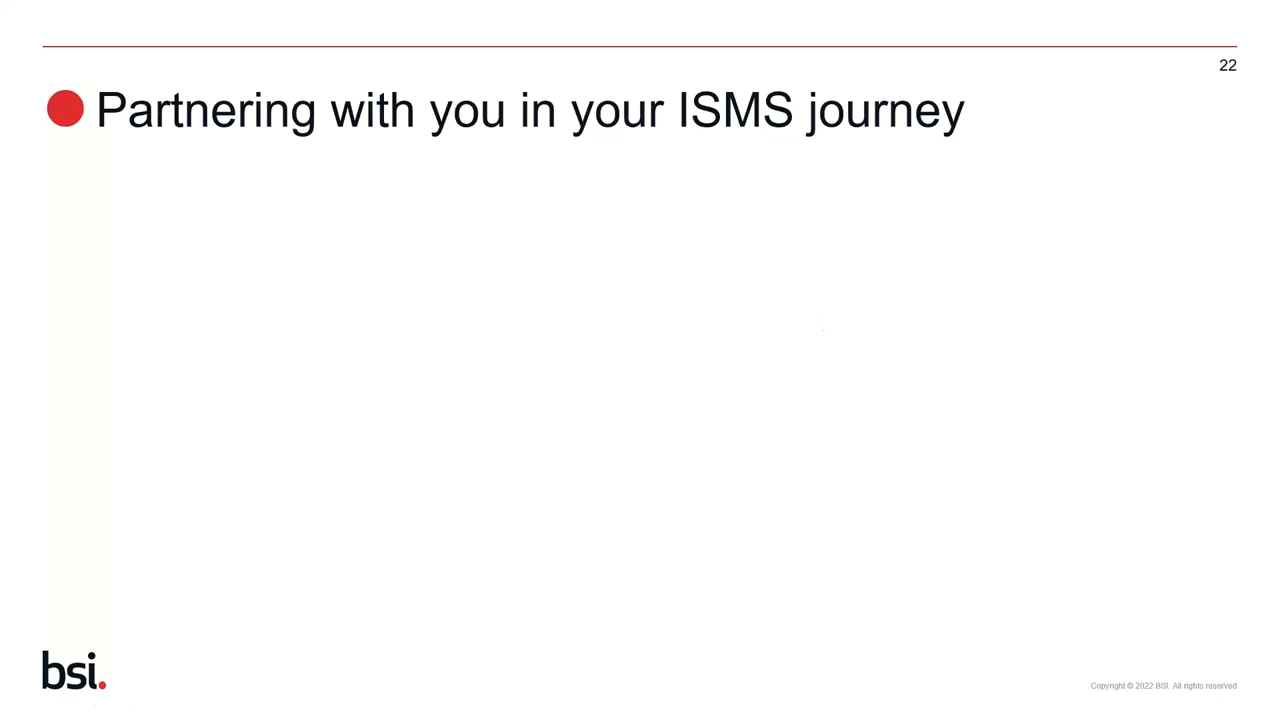 22
Partnering with you in your ISMS journey
bsi.
Copyright © 2022 BSI. All rights reserved